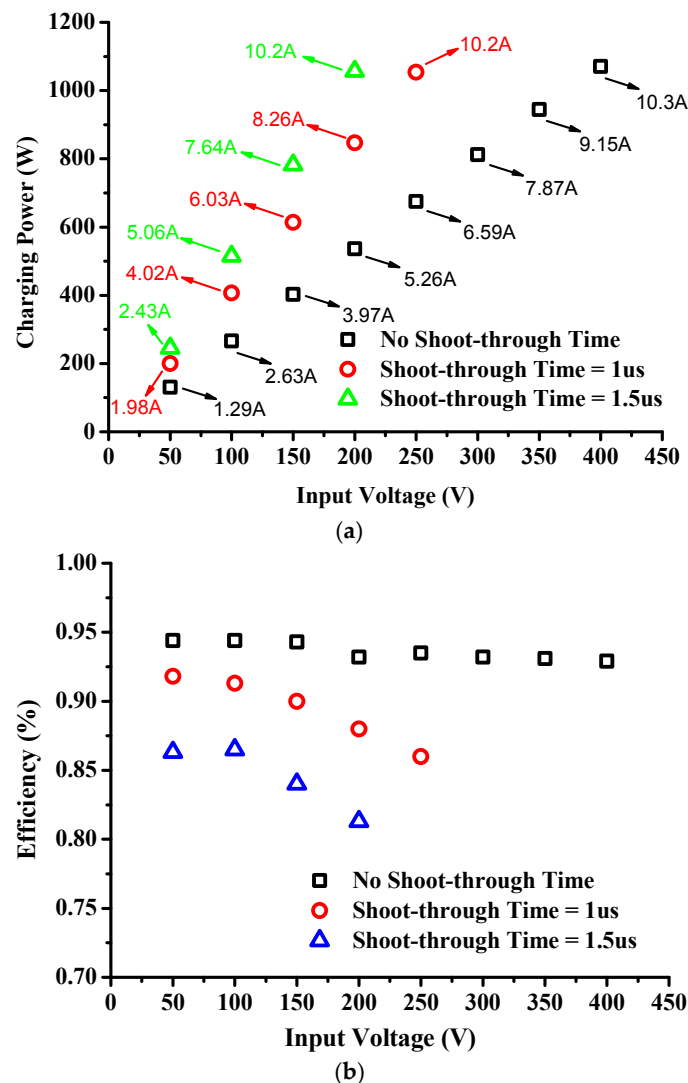 1200
1000
800
600
400
200
0
Charging Power (W)
10.2A
10.2A
10.3A
8.26A
9.15A
7.64A
7.87A
6.03A
6.59A
5.06A
5.26A
4.02A
3.97A
2.43A
2.63A
1.98A
1.29A
No Shoot-through Time
Shoot-through Time = 1us
Shoot-through Time = 1.5us
0 50 100 150 200 250 300 350 400 450
Input Voltage (V)
(a)
1.00
0.95
0.90
0.85
0.80
0.75
0.70
Efficiency (%)
No Shoot-through Time
Shoot-through Time = 1us
Shoot-through Time = 1.5us
0 50 100 150 200 250 300 350 400 450
Input Voltage (V)
(b)